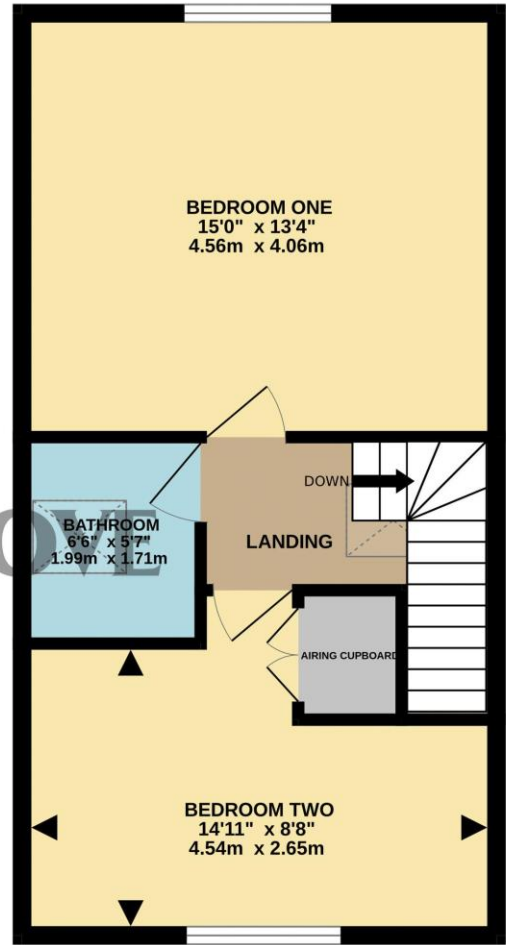 BEDROOM ONE
15'0" x 13'4"
4.56m x 4.06m
DOWN
BATHROOM
6'6" x 5'7"
1.99m x 1.71m
LANDING
AIRING CUPBOARD
BEDROOM TWO
14'11" x 8'8"
4.54m x 2.65m